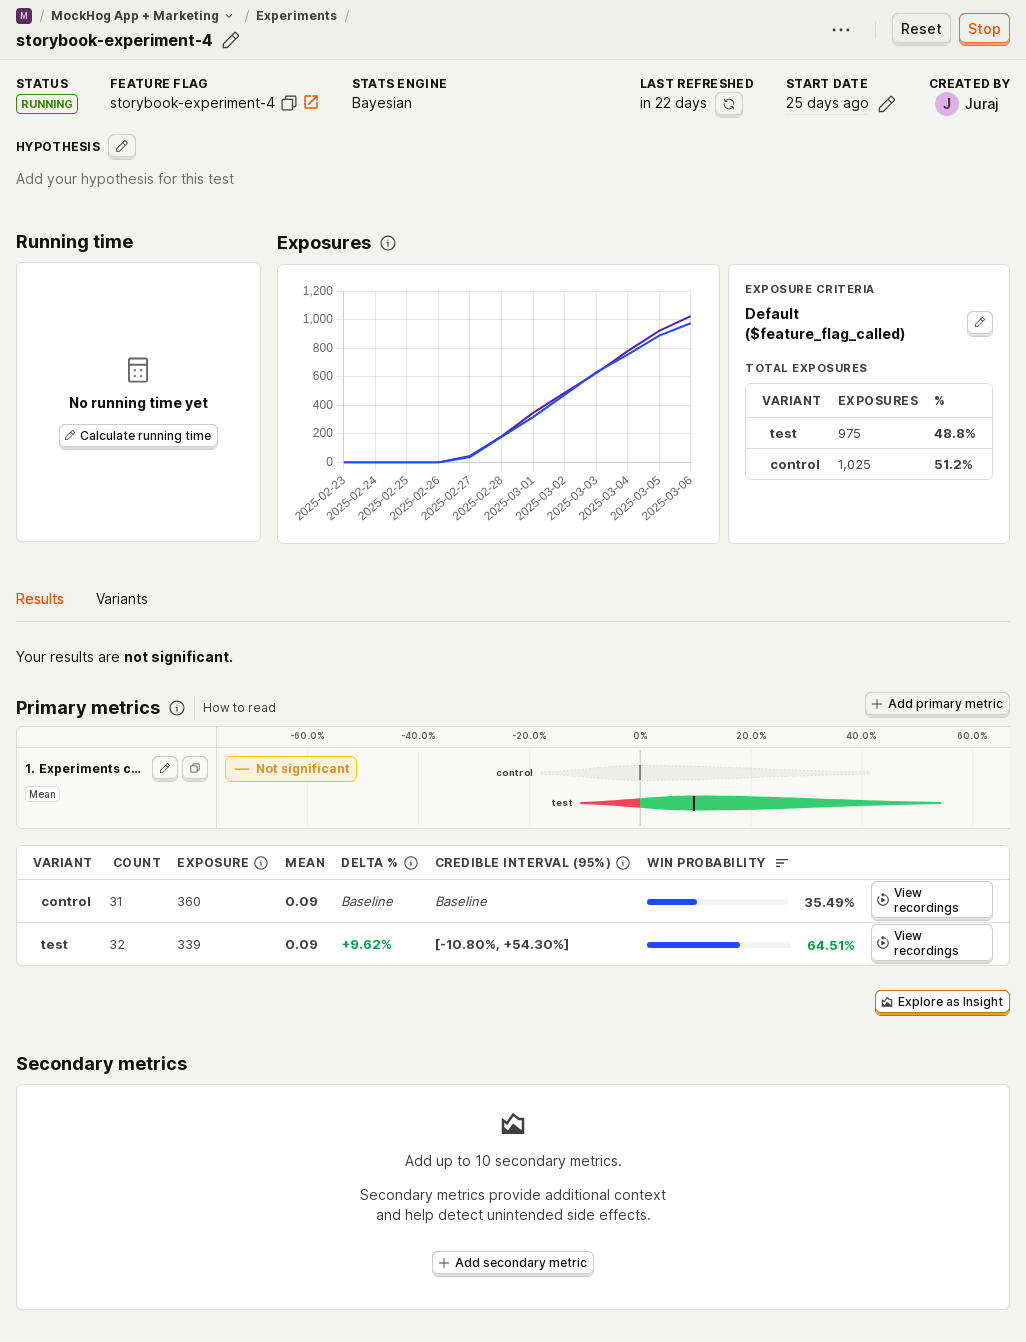 M / MockHog App + Marketing / Experiments /
storybook-experiment-4
Reset
Stop
STATUS
RUNNING
FEATURE FLAG
storybook-experiment-4
STATS ENGINE
Bayesian
LAST REFRESHED
in 22 days
START DATE
25 days ago
CREATED BY
J Juraj
HYPOTHESIS
Add your hypothesis for this test
Running time
No running time yet
Calculate running time
Exposures
1,200
1,000
800
600
400
200
0
2025-02-23
2025-02-24
2025-02-25
2025-02-26
2025-02-27
2025-02-28
2025-03-01
2025-03-02
2025-03-03
2025-03-04
2025-03-05
2025-03-06
EXPOSURE CRITERIA
Default
($feature_flag_called)
TOTAL EXPOSURES
VARIANT EXPOSURES %
test 975 48.8%
control 1,025 51.2%
Results Variants
Your results are not significant.
Primary metrics How to read
Add primary metric
-60.0% -40.0% -20.0% 0% 20.0% 40.0% 60.0%
1. Experiments c...
Mean
— Not significant
control
test
VARIANT COUNT EXPOSURE MEAN DELTA % CREDIBLE INTERVAL (95%) WIN PROBABILITY
control 31 360 0.09 Baseline Baseline 35.49% View
recordings
test 32 339 0.09 +9.62% [-10.80%, +54.30%] 64.51% View
recordings
Explore as Insight
Secondary metrics
Add up to 10 secondary metrics.
Secondary metrics provide additional context
and help detect unintended side effects.
Add secondary metric